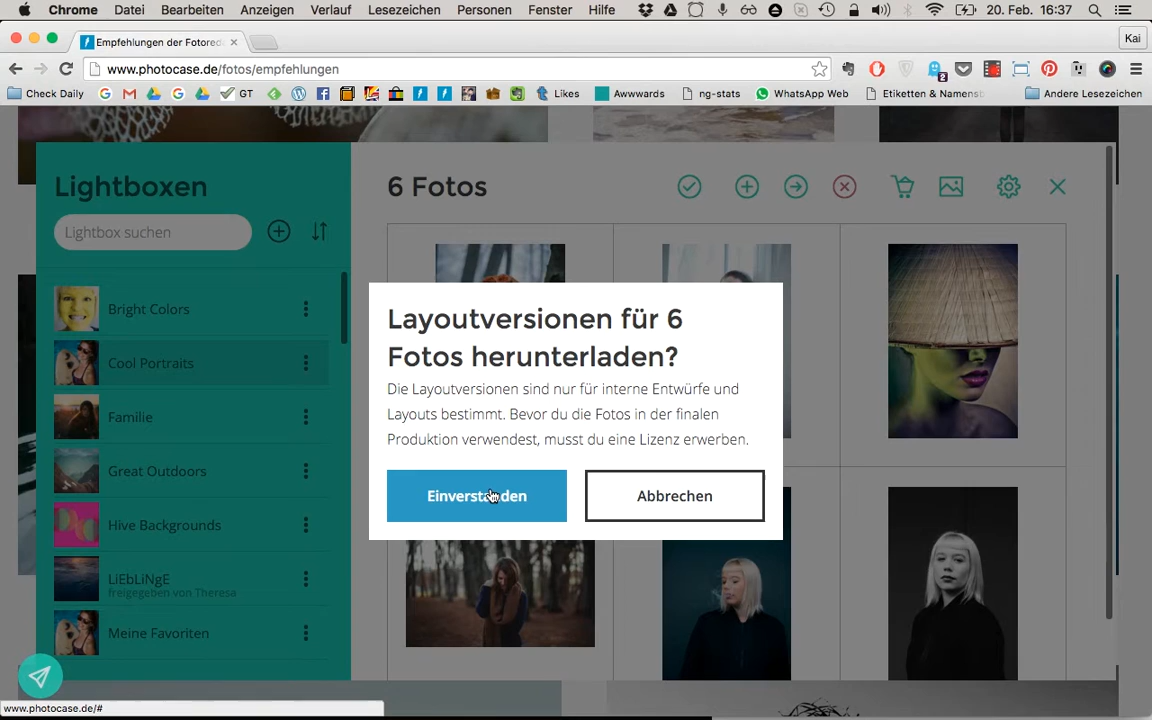 Chrome Datei Bearbeiten Anzeigen Verlauf Lesezeichen Personen Fenster Hilfe 20. Feb. 16:37
Empfehlungen der Fotoreda Kai
www.photocase.de/fotos/empfehlungen 2
Check Daily GT Likes Awwwards ng-stats WhatsApp Web Etiketten & Namensb Andere Lesezeichen
Lightboxen
Lightbox suchen
Bright Colors
Cool Portraits
Familie
Great Outdoors
Hive Backgrounds
LiEbLiNgE
freigegeben von Theresa
Meine Favoriten
6 Fotos
Layoutversionen für 6
Fotos herunterladen?
Die Layoutversionen sind nur für interne Entwürfe und
Layouts bestimmt. Bevor du die Fotos in der finalen
Produktion verwendest, musst du eine Lizenz erwerben.
Einverstanden Abbrechen
www.photocase.de/#